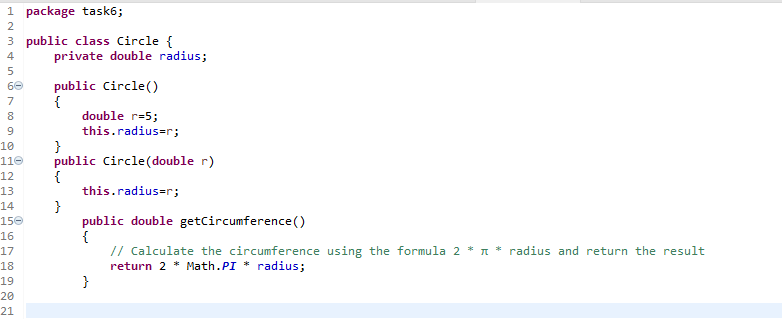 1 package task6;
2
3 public class Circle {
4     private double radius;
5
6     public Circle()
7     {
8         double r=5;
9         this.radius=r;
10     }
11     public Circle(double r)
12     {
13         this.radius=r;
14     }
15         public double getCircumference()
16         {
17             // Calculate the circumference using the formula 2 * π * radius and return the result
18             return 2 * Math.PI * radius;
19         }
20
21